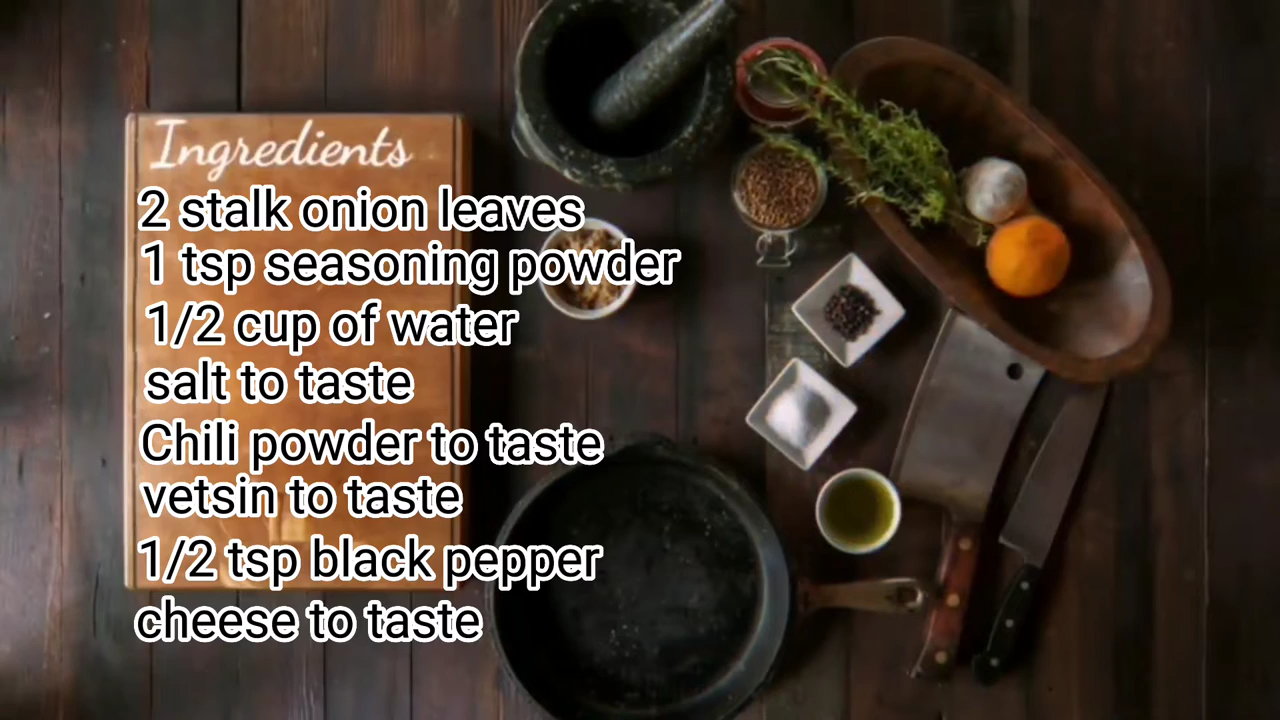 Ingredients
2 stalk onion leaves
1 tsp seasoning powder
1/2 cup of water
salt to taste
Chili powder to taste
vetsin to taste
1/2 tsp black pepper
cheese to taste